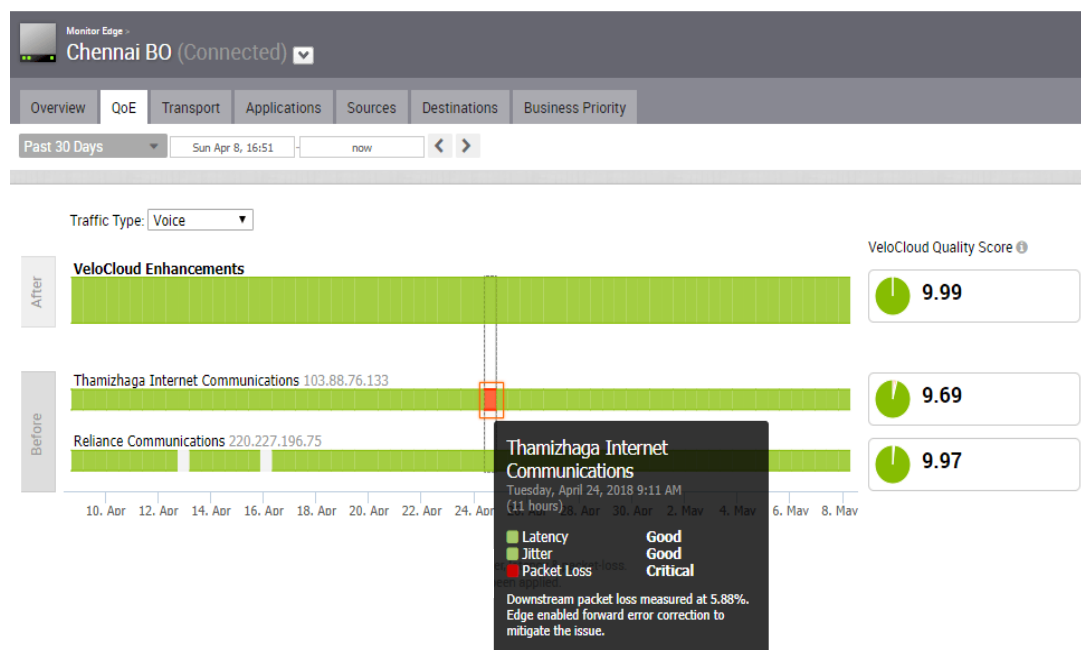 Monitor Edge >
Chennai BO (Connected)
Overview QoE Transport Applications Sources Destinations Business Priority
Past 30 Days Sun Apr 8, 16:51 - now
Traffic Type: Voice
VeloCloud Quality Score
After
VeloCloud Enhancements
9.99
Before
Thamizhaga Internet Communications 103.88.76.133
9.69
Reliance Communications 220.227.196.75
9.97
10. Apr 12. Apr 14. Apr 16. Apr 18. Apr 20. Apr 22. Apr 24. Apr 28. Apr 30. Apr 2. May 4. May 6. May 8. May
Thamizhaga Internet
Communications
Tuesday, April 24, 2018 9:11 AM
(11 hours)
Latency Good
Jitter Good
Packet Loss Critical
Downstream packet loss measured at 5.88%.
Edge enabled forward error correction to
mitigate the issue.